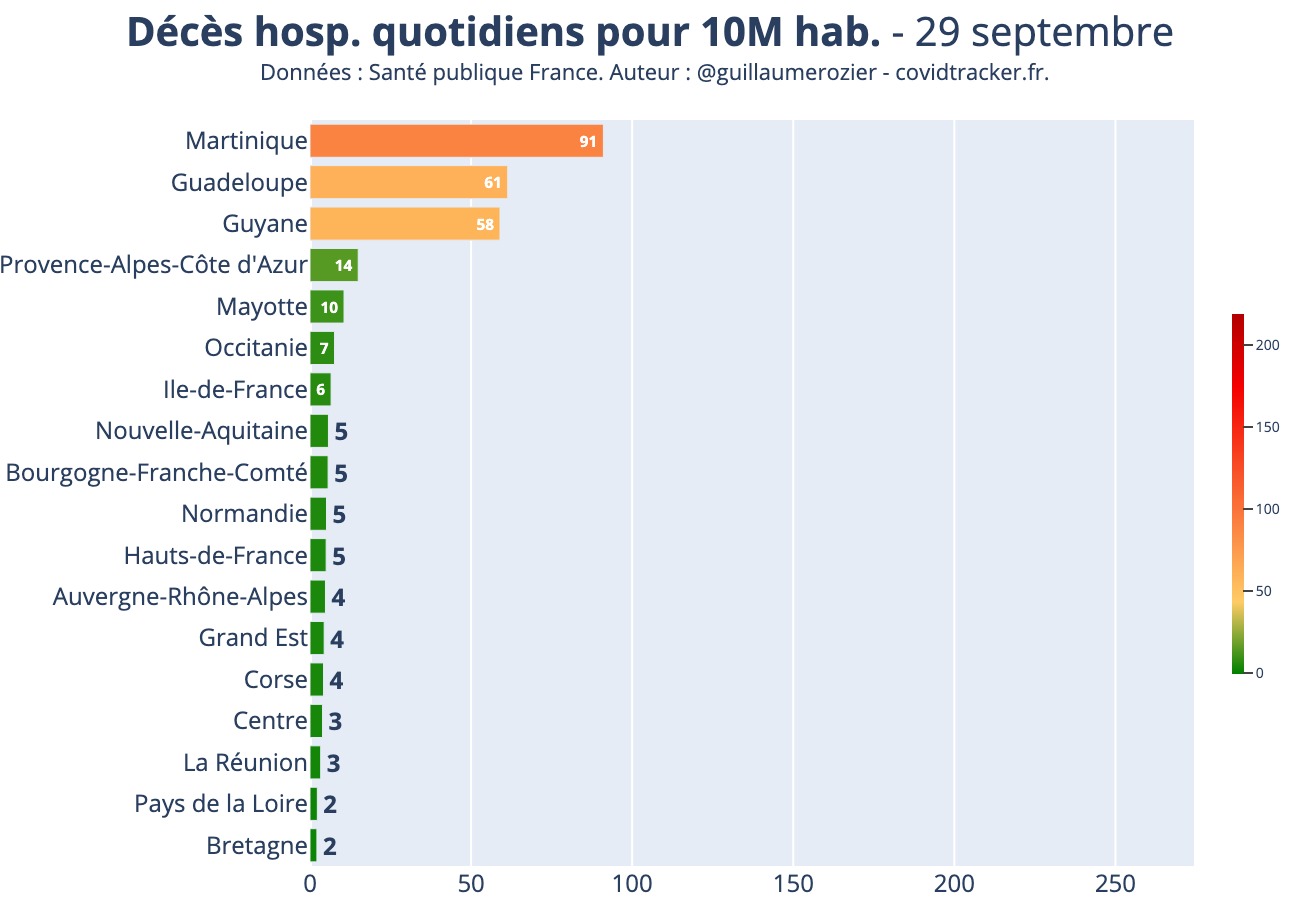 Décès hosp. quotidiens pour 10M hab. - 29 septembre
Données : Santé publique France. Auteur : @guillaumerozier - covidtracker.fr.
Martinique 91
Guadeloupe 61
Guyane 58
Provence-Alpes-Côte d'Azur 14
Mayotte 10
Occitanie 7
Ile-de-France 6
Nouvelle-Aquitaine 5
Bourgogne-Franche-Comté 5
Normandie 5
Hauts-de-France 5
Auvergne-Rhône-Alpes 4
Grand Est 4
Corse 4
Centre 3
La Réunion 3
Pays de la Loire 2
Bretagne 2
0 50 100 150 200 250
200
150
100
50
0